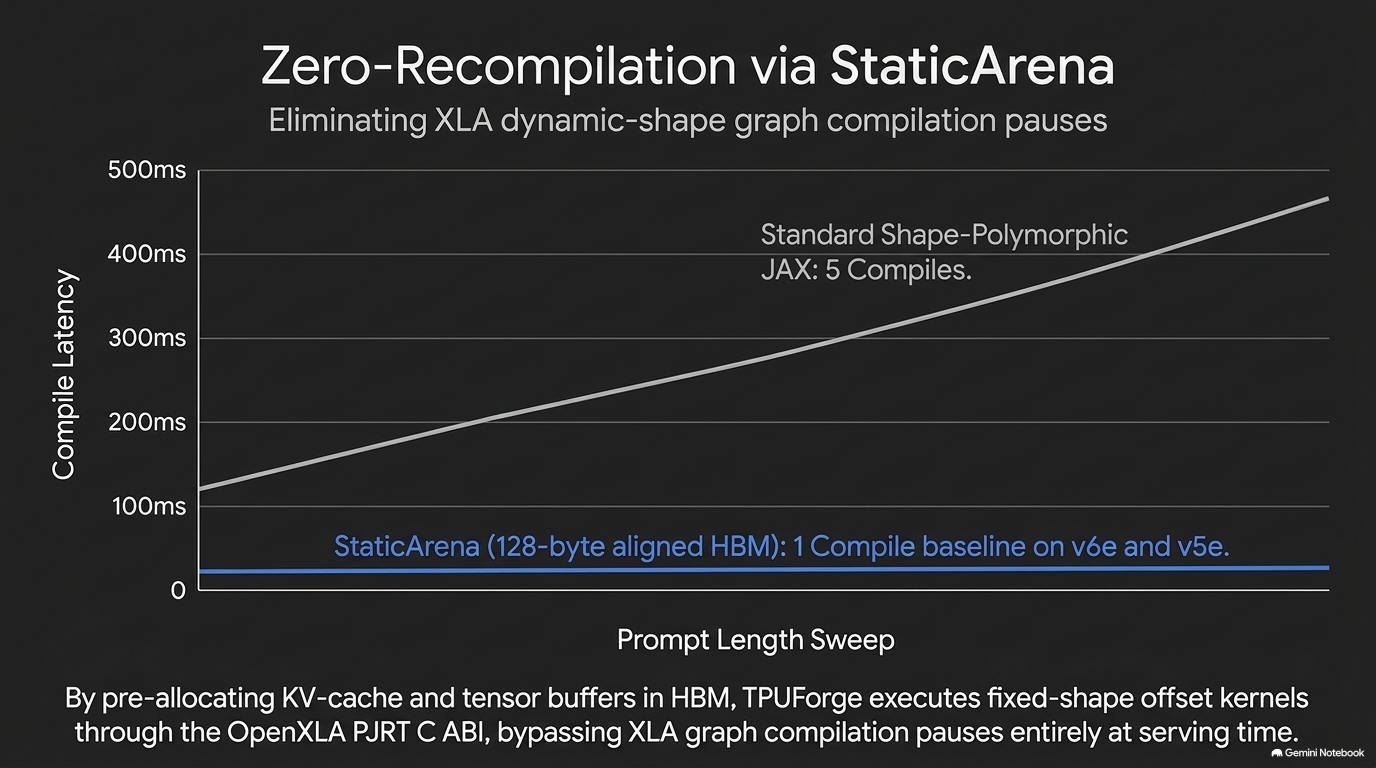 Zero-Recompilation via StaticArena
Eliminating XLA dynamic-shape graph compilation pauses
500ms
400ms
300ms
200ms
100ms
0
Compile Latency
Standard Shape-Polymorphic
JAX: 5 Compiles.
StaticArena (128-byte aligned HBM): 1 Compile baseline on v6e and v5e.
Prompt Length Sweep
By pre-allocating KV-cache and tensor buffers in HBM, TPUForge executes fixed-shape offset kernels
through the OpenXLA PJRT C ABI, bypassing XLA graph compilation pauses entirely at serving time.
Gemini Notebook